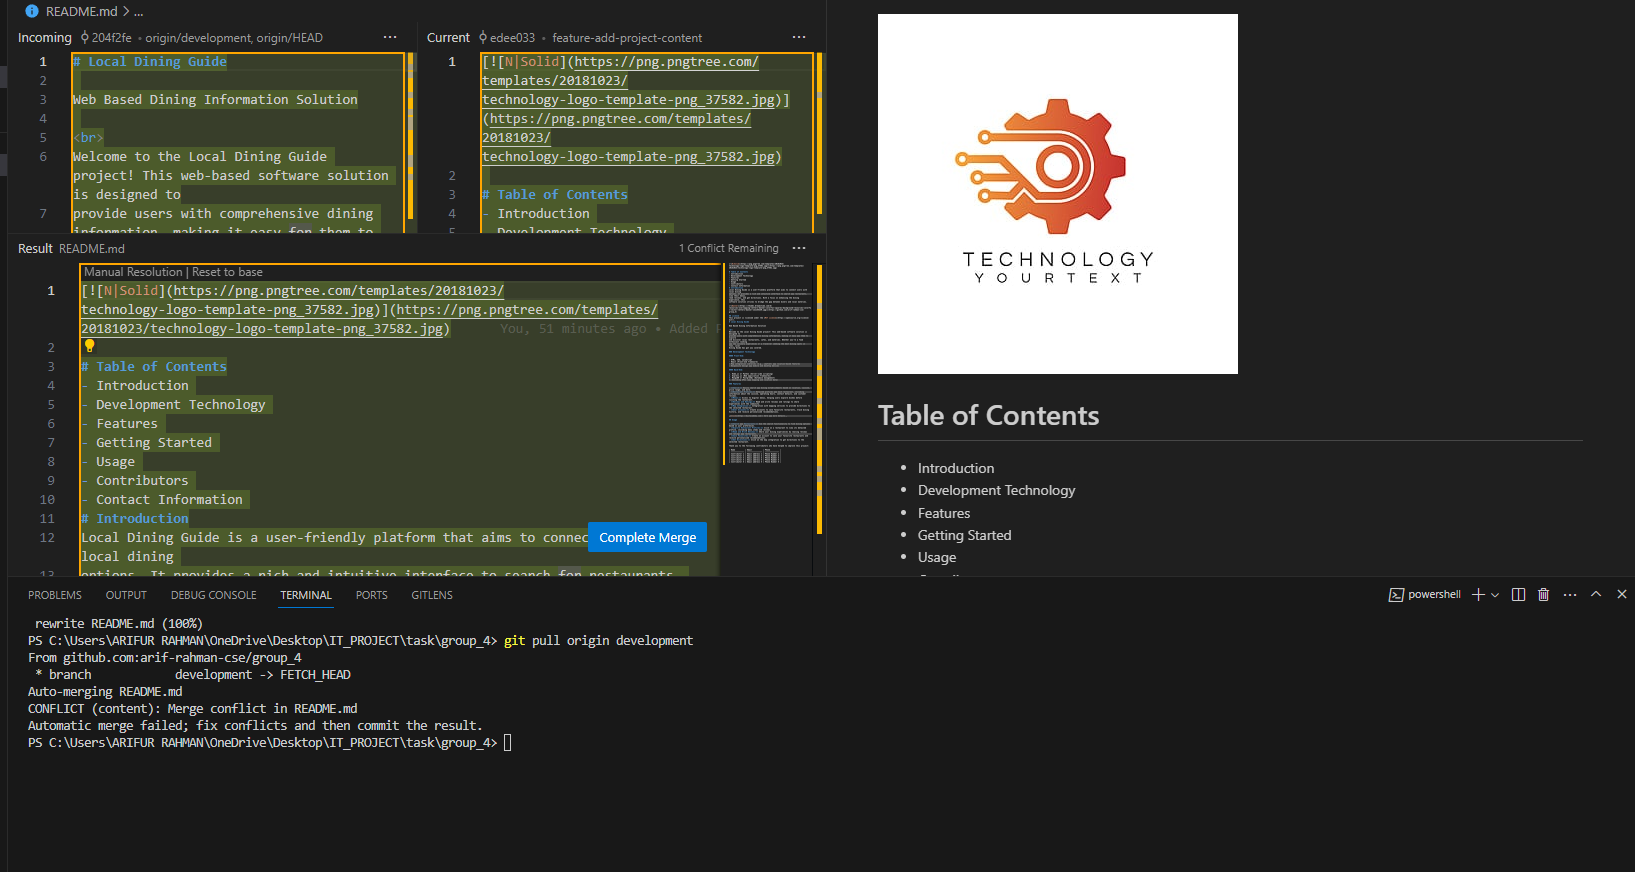 README.md > ...
Incoming 204f2fe • origin/development, origin/HEAD ...
1 # Local Dining Guide
2
3 Web Based Dining Information Solution
4
5 <br>
6 Welcome to the Local Dining Guide
project! This web-based software solution
is designed to
7 provide users with comprehensive dining
information, making it easy for them to
Current edee033 • feature-add-project-content ...
1 [![N|Solid](https://png.pngtree.com/
templates/20181023/
technology-logo-template-png_37582.jpg)]
(https://png.pngtree.com/templates/
20181023/
technology-logo-template-png_37582.jpg)
2
3 # Table of Contents
4 - Introduction
5 - Development Technology
Result README.md 1 Conflict Remaining ...
Manual Resolution | Reset to base
1 [![N|Solid](https://png.pngtree.com/templates/20181023/
technology-logo-template-png_37582.jpg)](https://png.pngtree.com/templates/
20181023/technology-logo-template-png_37582.jpg) You, 51 minutes ago • Added
2
3 # Table of Contents
4 - Introduction
5 - Development Technology
6 - Features
7 - Getting Started
8 - Usage
9 - Contributors
10 - Contact Information
11 # Introduction
12 Local Dining Guide is a user-friendly platform that aims to connec
local dining
13 options. It provides a rich and intuitive interface to search for restaurants
Complete Merge
TECHNOLOGY
YOURTEXT
Table of Contents
• Introduction
• Development Technology
• Features
• Getting Started
• Usage
PROBLEMS OUTPUT DEBUG CONSOLE TERMINAL PORTS GITLENS powershell
rewrite README.md (100%)
PS C:\Users\ARIFUR RAHMAN\OneDrive\Desktop\IT_PROJECT\task\group_4> git pull origin development
From github.com:arif-rahman-cse/group_4
* branch development -> FETCH_HEAD
Auto-merging README.md
CONFLICT (content): Merge conflict in README.md
Automatic merge failed; fix conflicts and then commit the result.
PS C:\Users\ARIFUR RAHMAN\OneDrive\Desktop\IT_PROJECT\task\group_4>